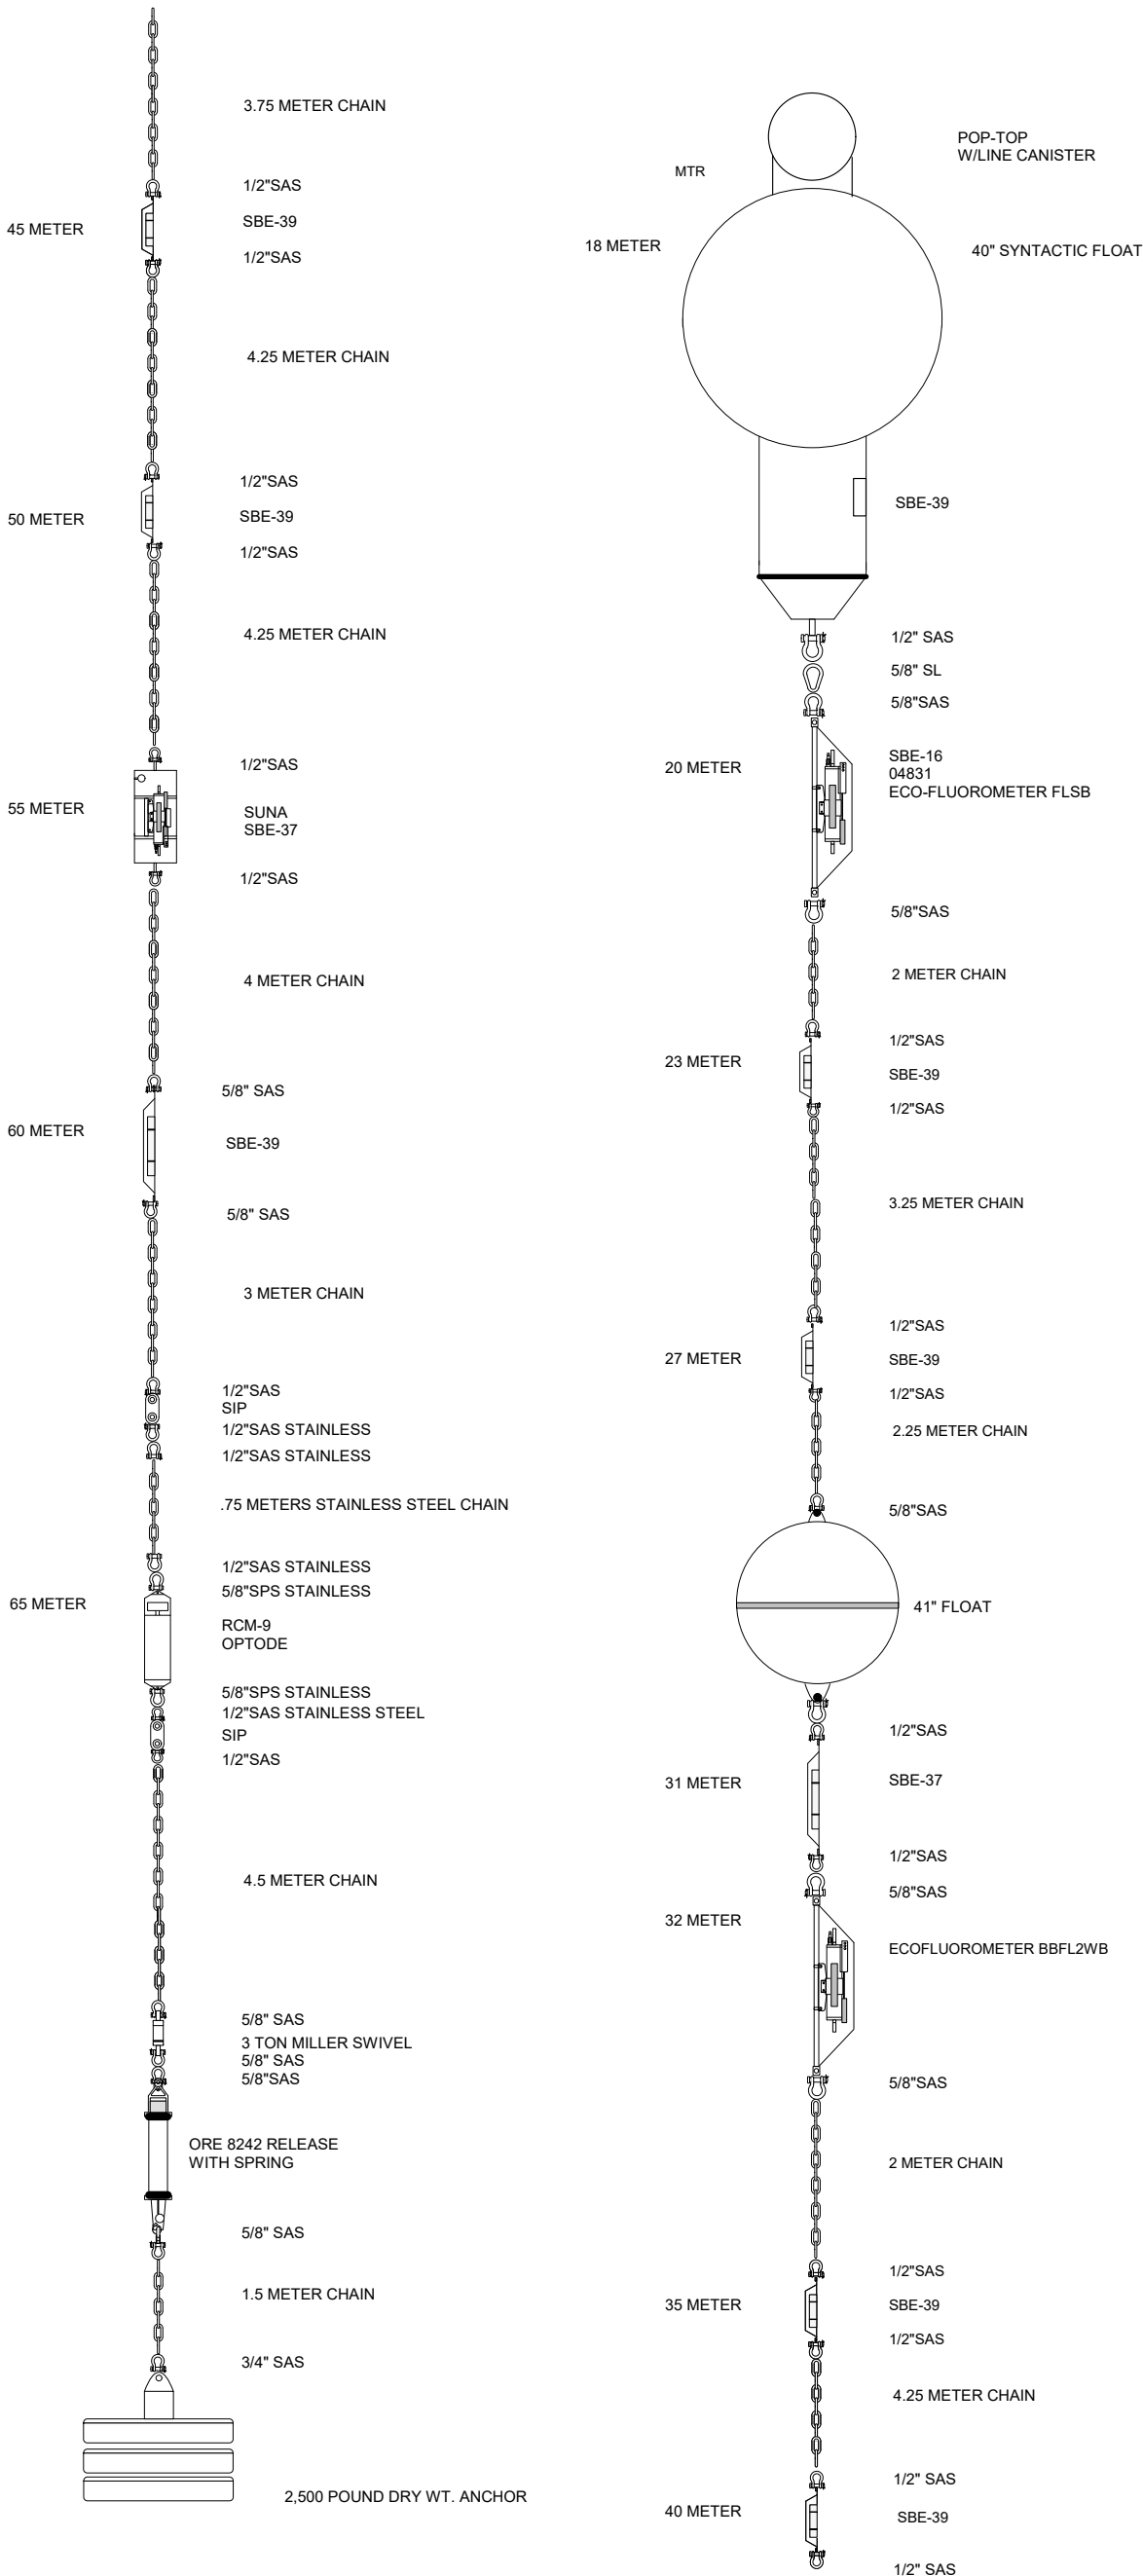 3.75 METER CHAIN
1/2"SAS
45 METER
SBE-39
1/2"SAS
4.25 METER CHAIN
1/2"SAS
50 METER
SBE-39
1/2"SAS
4.25 METER CHAIN
1/2"SAS
55 METER
SUNA
SBE-37
1/2"SAS
4 METER CHAIN
5/8" SAS
60 METER
SBE-39
5/8" SAS
3 METER CHAIN
1/2"SAS
SIP
1/2"SAS STAINLESS
1/2"SAS STAINLESS
.75 METERS STAINLESS STEEL CHAIN
1/2"SAS STAINLESS
5/8"SPS STAINLESS
65 METER
RCM-9
OPTODE
5/8"SPS STAINLESS
1/2"SAS STAINLESS STEEL
SIP
1/2"SAS
4.5 METER CHAIN
5/8" SAS
3 TON MILLER SWIVEL
5/8" SAS
5/8"SAS
ORE 8242 RELEASE
WITH SPRING
5/8" SAS
1.5 METER CHAIN
3/4" SAS
2,500 POUND DRY WT. ANCHOR
POP-TOP
W/LINE CANISTER
MTR
18 METER
40" SYNTACTIC FLOAT
SBE-39
1/2" SAS
5/8" SL
5/8"SAS
20 METER
SBE-16
04831
ECO-FLUOROMETER FLSB
5/8"SAS
2 METER CHAIN
1/2"SAS
23 METER
SBE-39
1/2"SAS
3.25 METER CHAIN
1/2"SAS
27 METER
SBE-39
1/2"SAS
2.25 METER CHAIN
5/8"SAS
41" FLOAT
1/2"SAS
31 METER
SBE-37
1/2"SAS
5/8"SAS
32 METER
ECOFLUOROMETER BBFL2WB
5/8"SAS
2 METER CHAIN
1/2"SAS
35 METER
SBE-39
1/2"SAS
4.25 METER CHAIN
1/2" SAS
40 METER
SBE-39
1/2" SAS